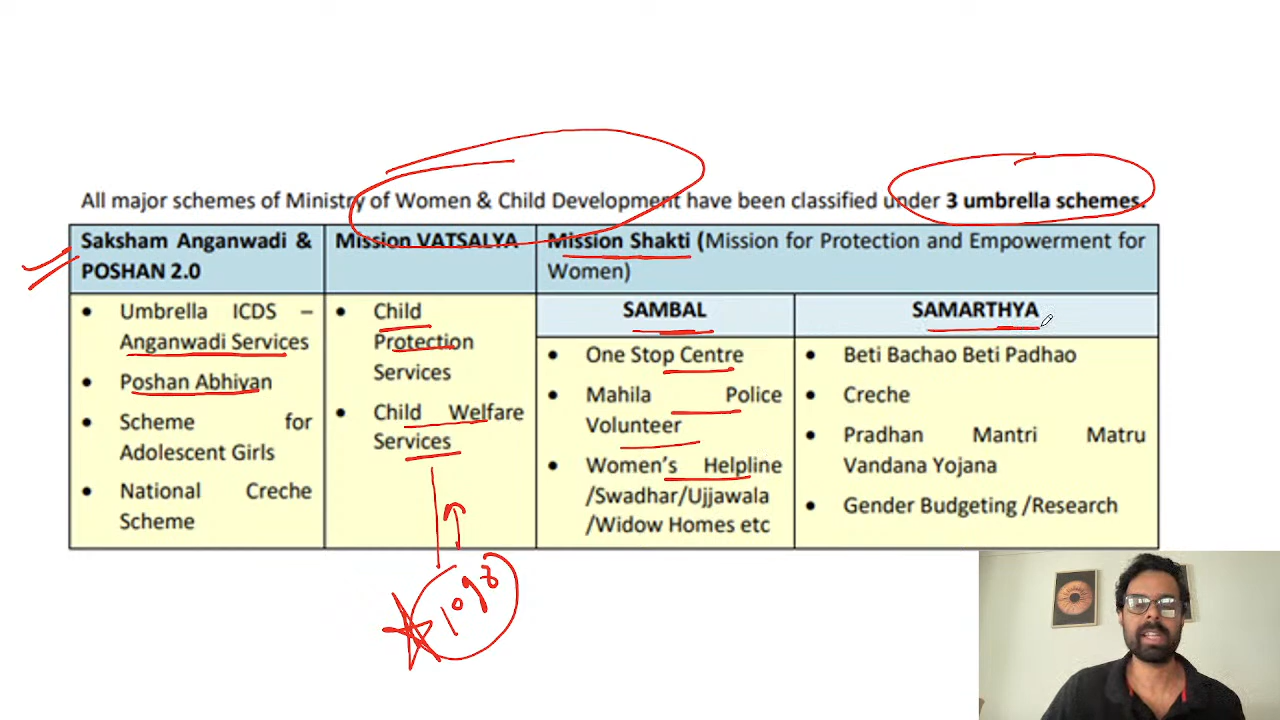 All major schemes of Ministry of Women & Child Development have been classified under 3 umbrella schemes.
Saksham Anganwadi &
POSHAN 2.0
Mission VATSALYA
Mission Shakti (Mission for Protection and Empowerment for
Women)
SAMBAL
SAMARTHYA
• Umbrella ICDS –
Anganwadi Services
• Poshan Abhiyan
• Scheme for
Adolescent Girls
• National Creche
Scheme
• Child
Protection
Services
• Child Welfare
Services
• One Stop Centre
• Mahila Police
Volunteer
• Women's Helpline
/Swadhar/Ujjawala
/Widow Homes etc
• Beti Bachao Beti Padhao
• Creche
• Pradhan Mantri Matru
Vandana Yojana
• Gender Budgeting /Research
1098